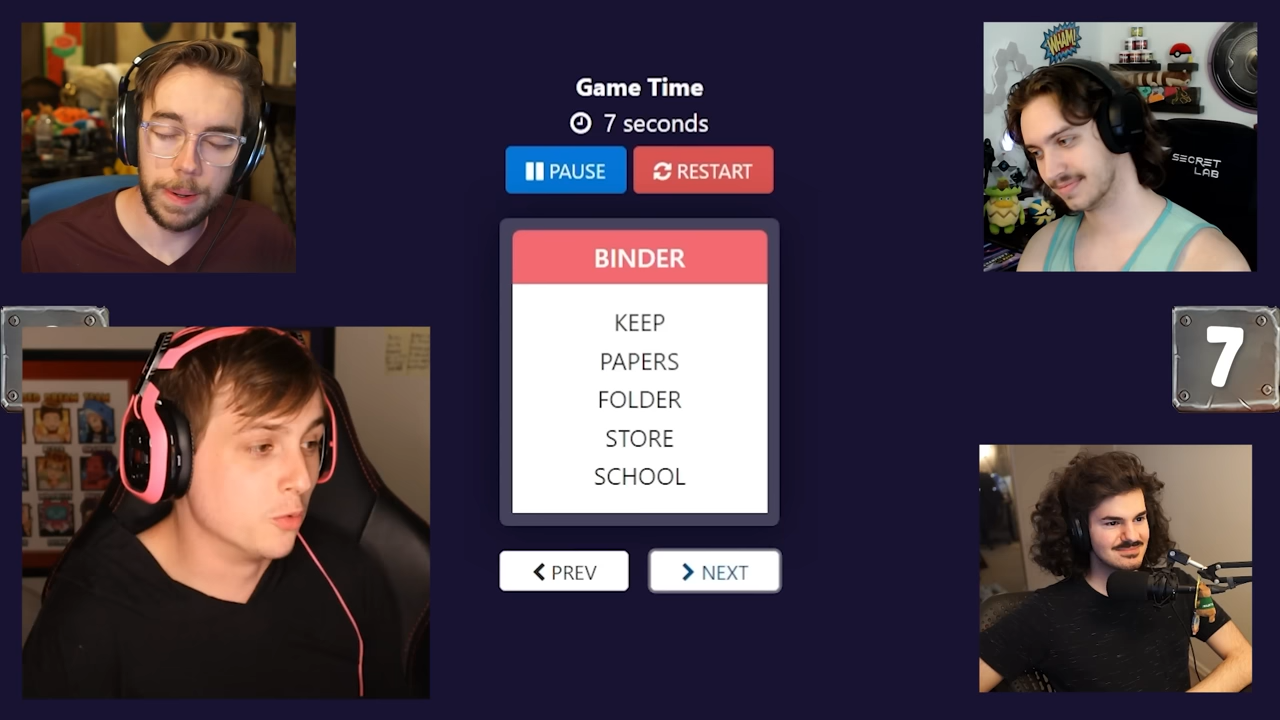 Game Time
7 seconds
PAUSE
RESTART
BINDER
KEEP
PAPERS
FOLDER
STORE
SCHOOL
PREV
NEXT
7
WHAM!
SECRET
LAB